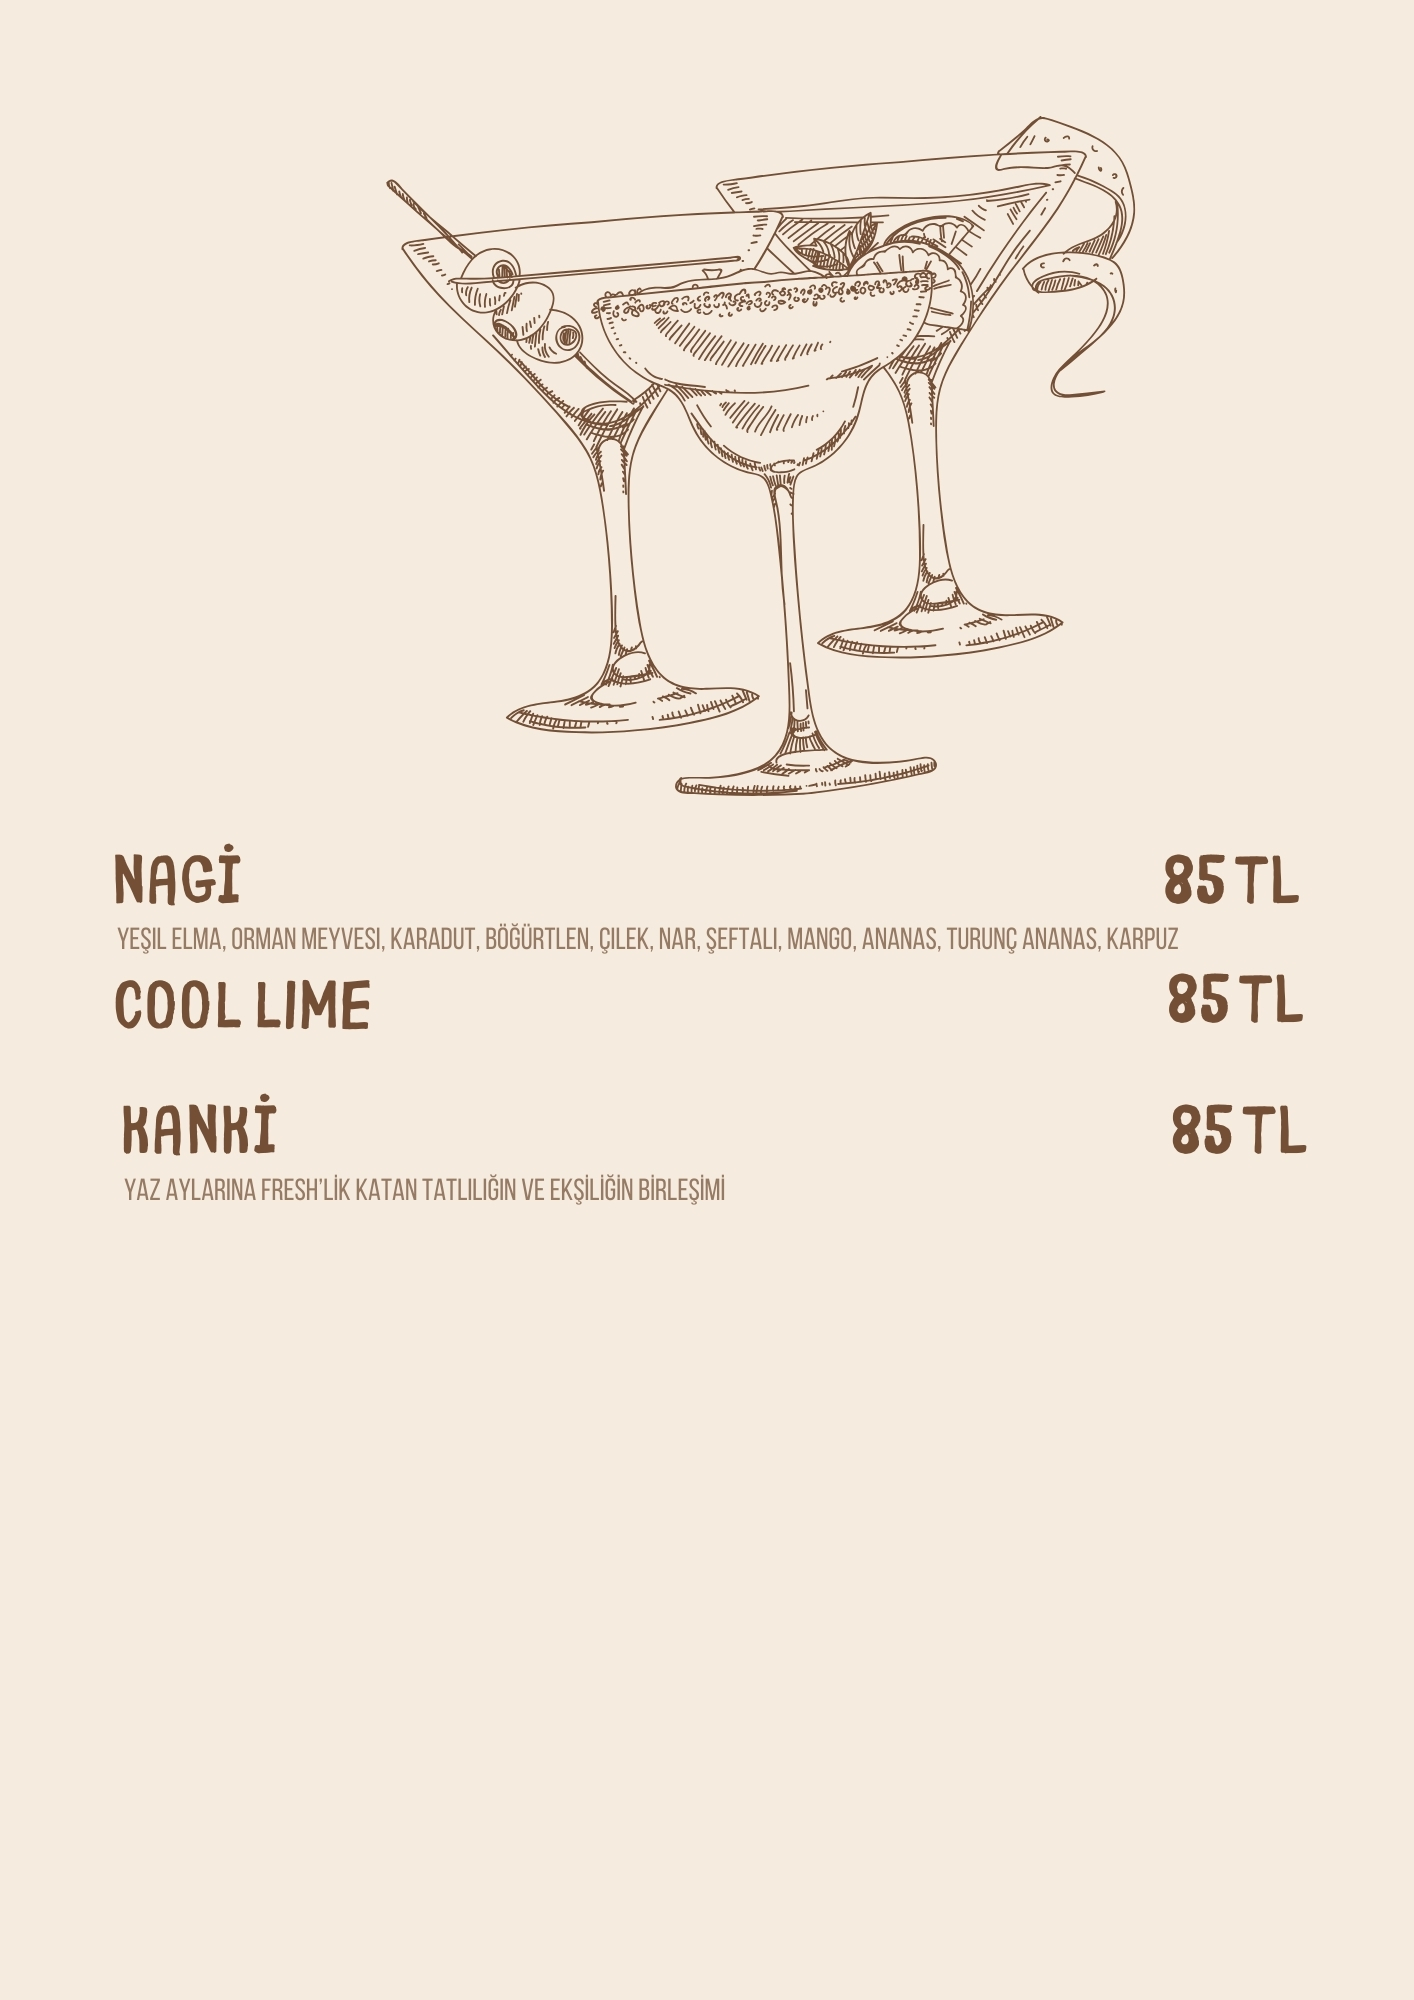 NAGİ 85 TL
YEŞIL ELMA, ORMAN MEYVESI, KARADUT, BÖĞÜRTLEN, ÇILEK, NAR, ŞEFTALI, MANGO, ANANAS, TURUNÇ ANANAS, KARPUZ
COOL LIME 85 TL
KANKİ 85 TL
YAZ AYLARINA FRESH'LİK KATAN TATLILIĞIN VE EKŞİLİĞİN BİRLEŞİMİ